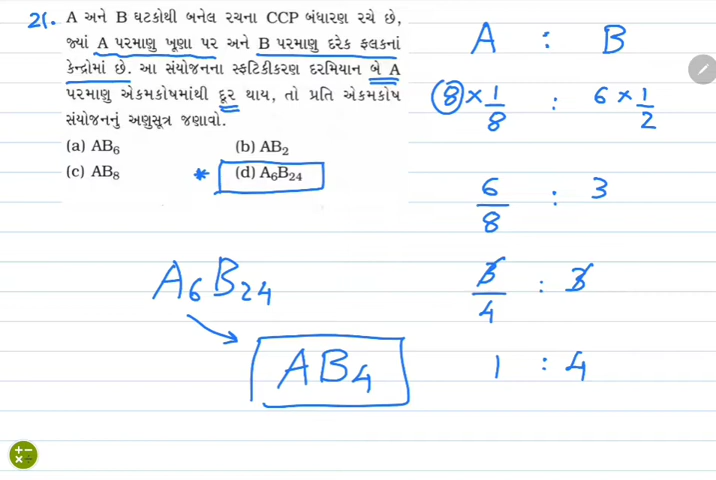 21. A અને B ઘટકોથી બનેલ રચના CCP બંધારણ રચે છે,
જ્યાં A પરમાણુ ખૂણા પર અને B પરમાણુ દરેક ફલકનાં
કેન્દ્રોમાં છે. આ સંયોજનના સ્ફટિકીકરણ દરમિયાન બે A
પરમાણુ એકમકોષમાંથી દૂર થાય, તો પ્રતિ એકમકોષ
સંયોજનનું અણુસૂત્ર જણાવો.
(a) AB₆ (b) AB₂
(c) AB₈ * (d) A₆B₂₄
A : B
8 × 1/8 : 6 × 1/2
6/8 : 3
3/4 : 3
1 : 4
A₆B₂₄
AB₄